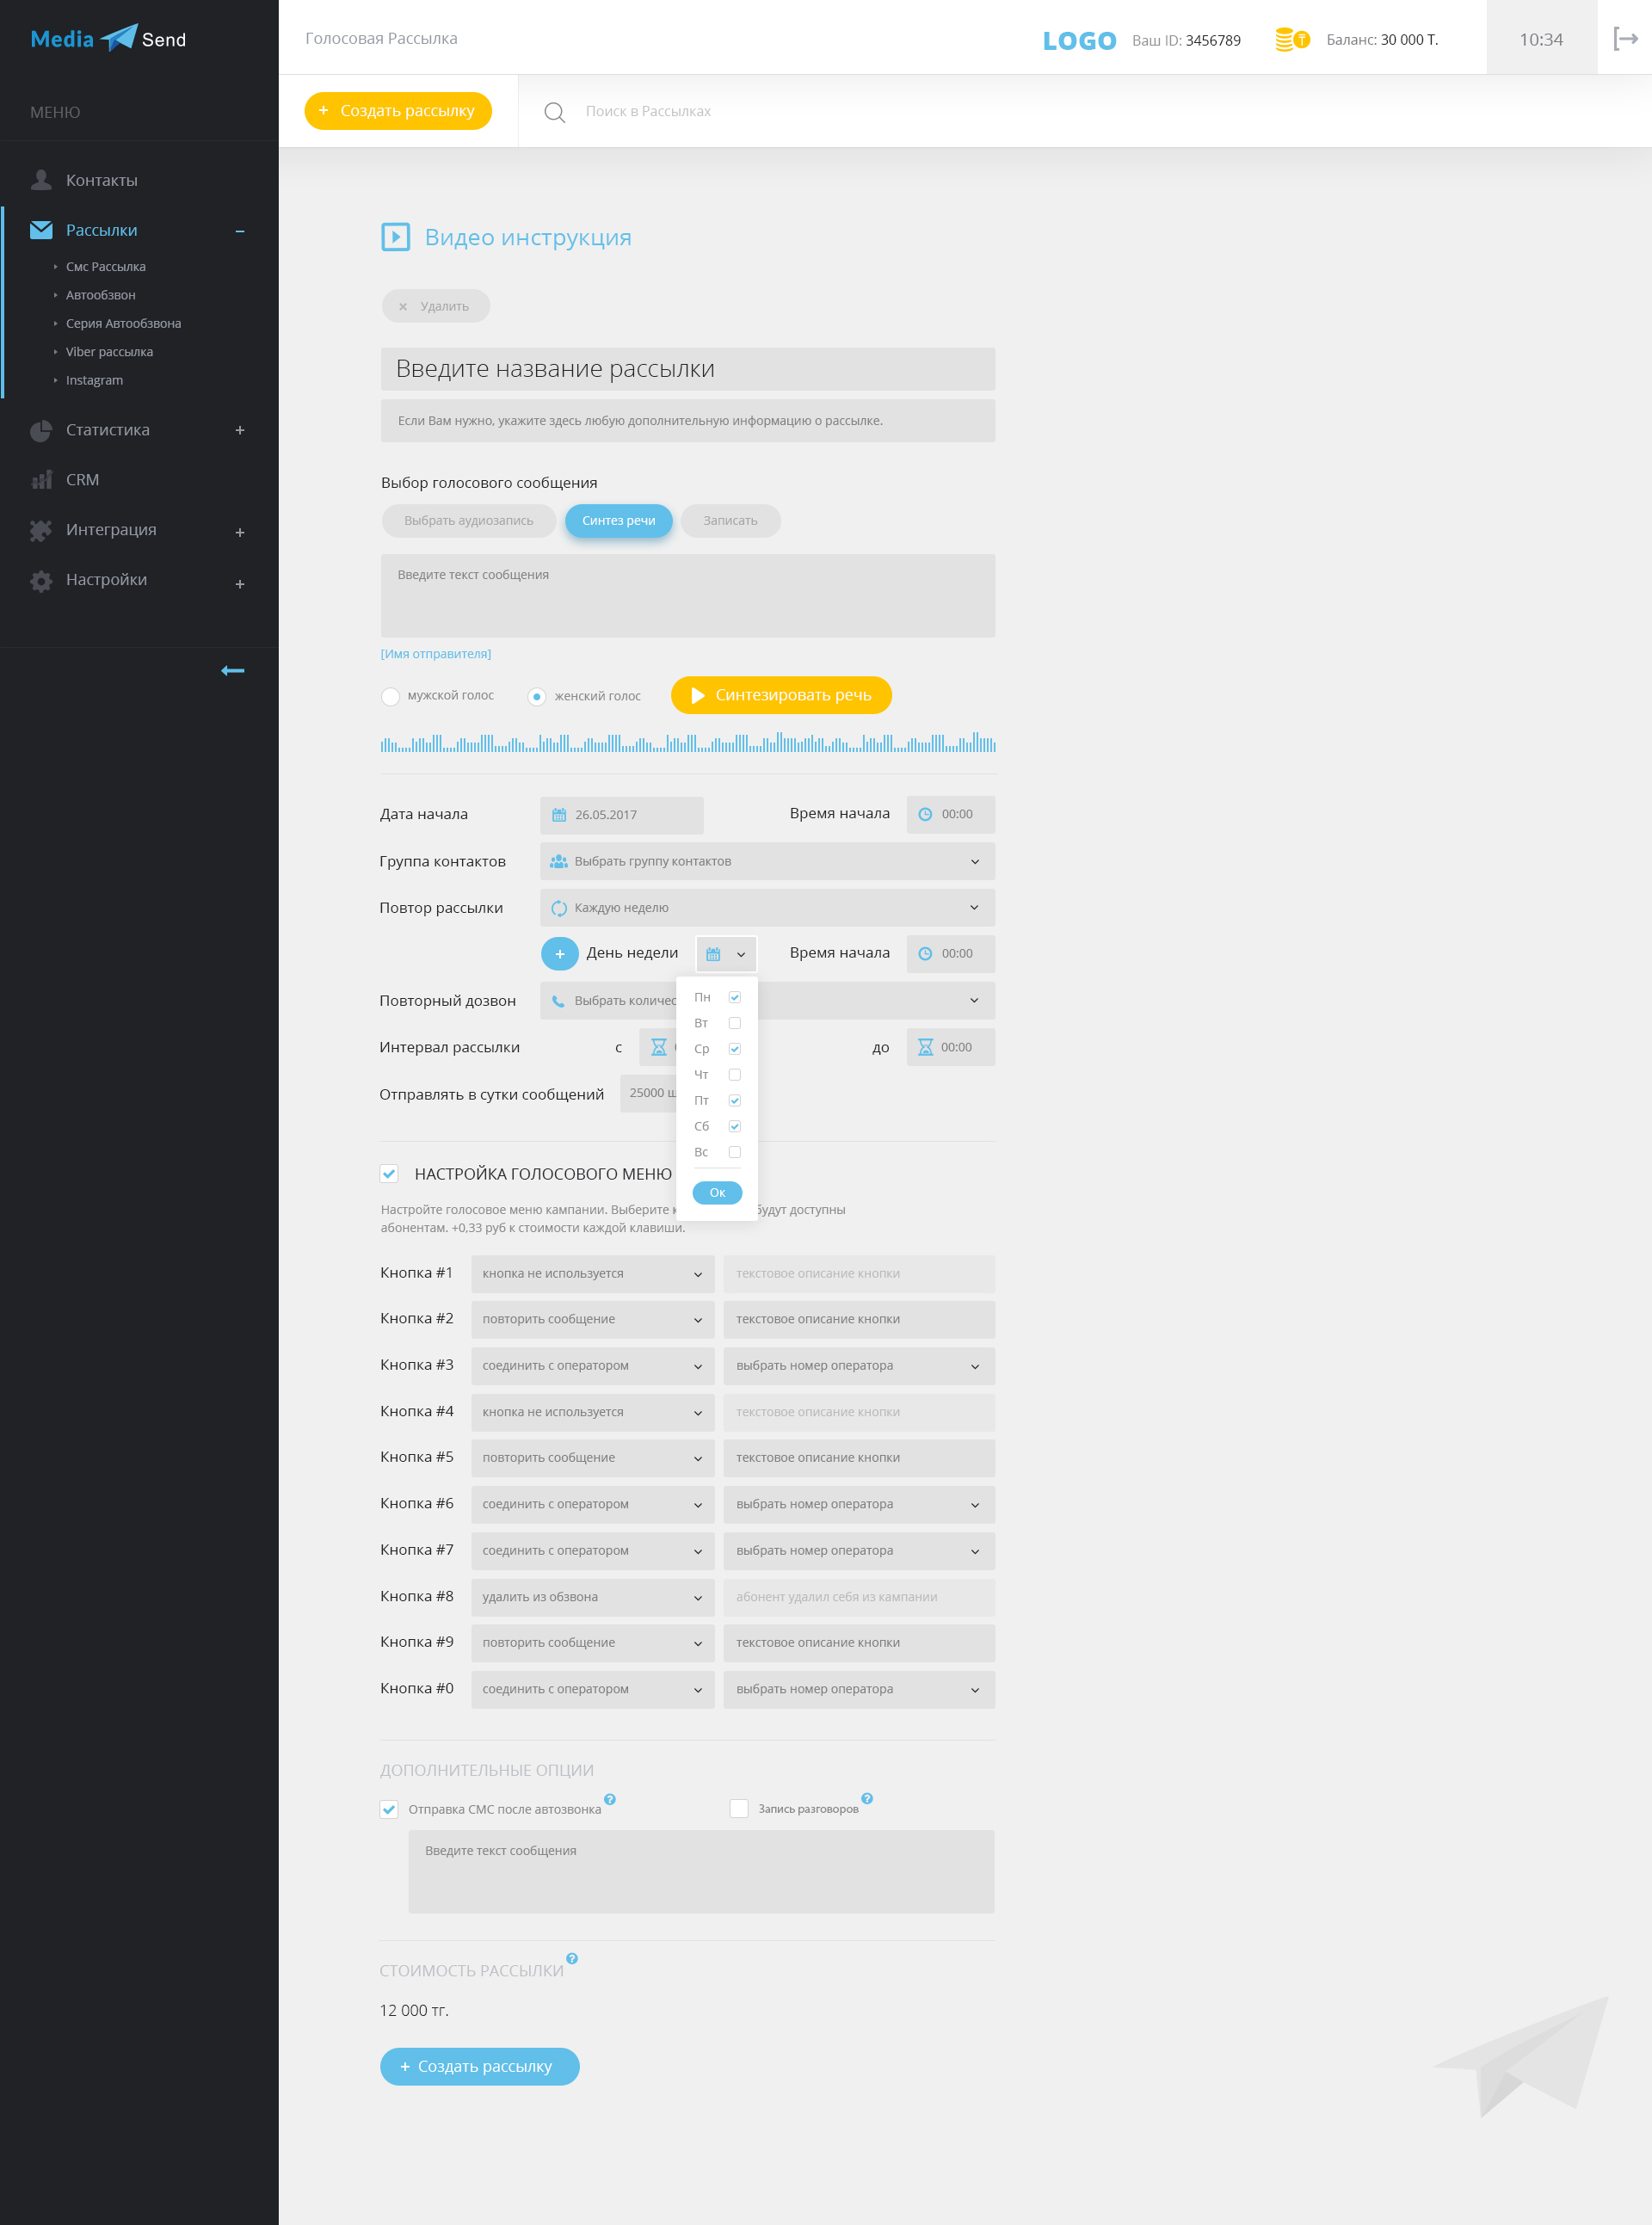 Media Send
Голосовая Рассылка
LOGO
Ваш ID: 3456789
Баланс: 30 000 Т.
10:34
МЕНЮ
+ Создать рассылку
Поиск в Рассылках
Контакты
Рассылки
Смс Рассылка
Автообзвон
Серия Автообзвона
Viber рассылка
Instagram
Статистика
CRM
Интеграция
Настройки
Видео инструкция
Удалить
Введите название рассылки
Если Вам нужно, укажите здесь любую дополнительную информацию о рассылке.
Выбор голосового сообщения
Выбрать аудиозапись
Синтез речи
Записать
Введите текст сообщения
[Имя отправителя]
мужской голос
женский голос
Синтезировать речь
Дата начала
26.05.2017
Время начала
00:00
Группа контактов
Выбрать группу контактов
Повтор рассылки
Каждую неделю
+ День недели
Время начала
00:00
Повторный дозвон
Выбрать количес
Интервал рассылки
с
до
00:00
Отправлять в сутки сообщений
25000 ш
Пн
Вт
Ср
Чт
Пт
Сб
Вс
Ок
НАСТРОЙКА ГОЛОСОВОГО МЕНЮ
Настройте голосовое меню кампании. Выберите к будут доступны
абонентам. +0,33 руб к стоимости каждой клавиши.
Кнопка #1 кнопка не используется текстовое описание кнопки
Кнопка #2 повторить сообщение текстовое описание кнопки
Кнопка #3 соединить с оператором выбрать номер оператора
Кнопка #4 кнопка не используется текстовое описание кнопки
Кнопка #5 повторить сообщение текстовое описание кнопки
Кнопка #6 соединить с оператором выбрать номер оператора
Кнопка #7 соединить с оператором выбрать номер оператора
Кнопка #8 удалить из обзвона абонент удалил себя из кампании
Кнопка #9 повторить сообщение текстовое описание кнопки
Кнопка #0 соединить с оператором выбрать номер оператора
ДОПОЛНИТЕЛЬНЫЕ ОПЦИИ
Отправка СМС после автозвонка ?
Запись разговоров ?
Введите текст сообщения
СТОИМОСТЬ РАССЫЛКИ ?
12 000 тг.
+ Создать рассылку